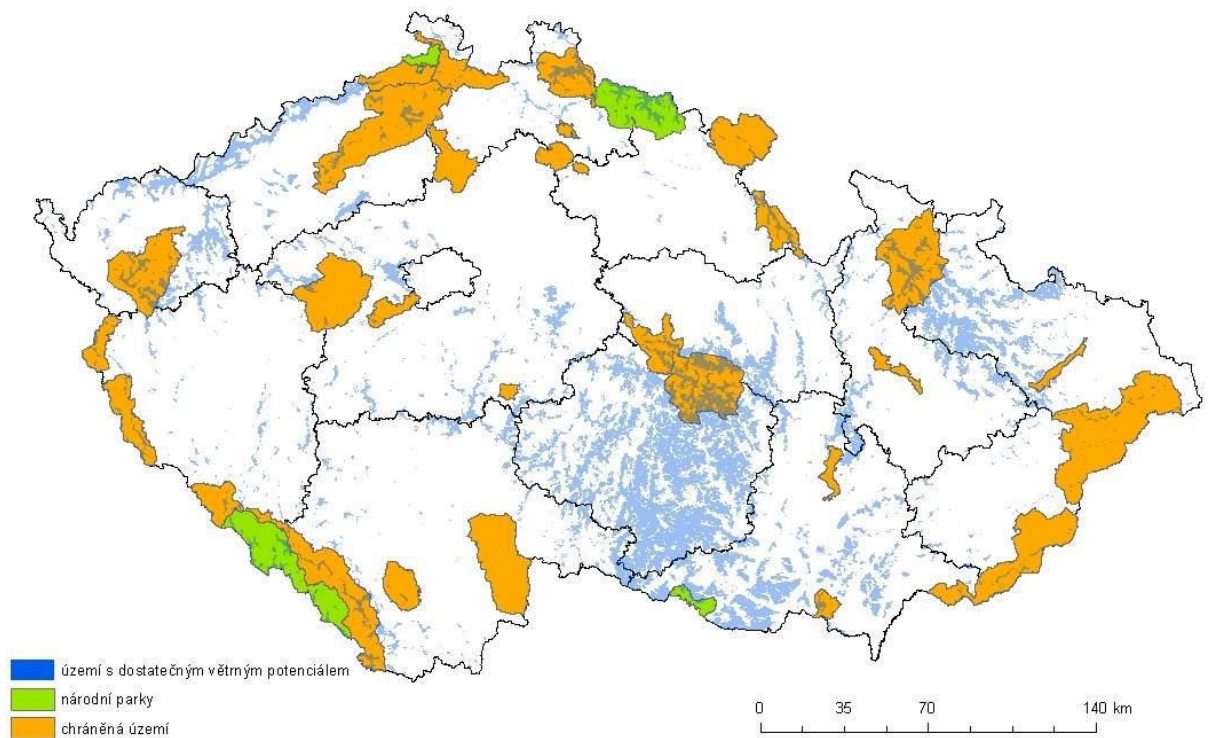 území s dostatečným větrným potenciálem
národní parky
chráněná území
0 35 70 140 km